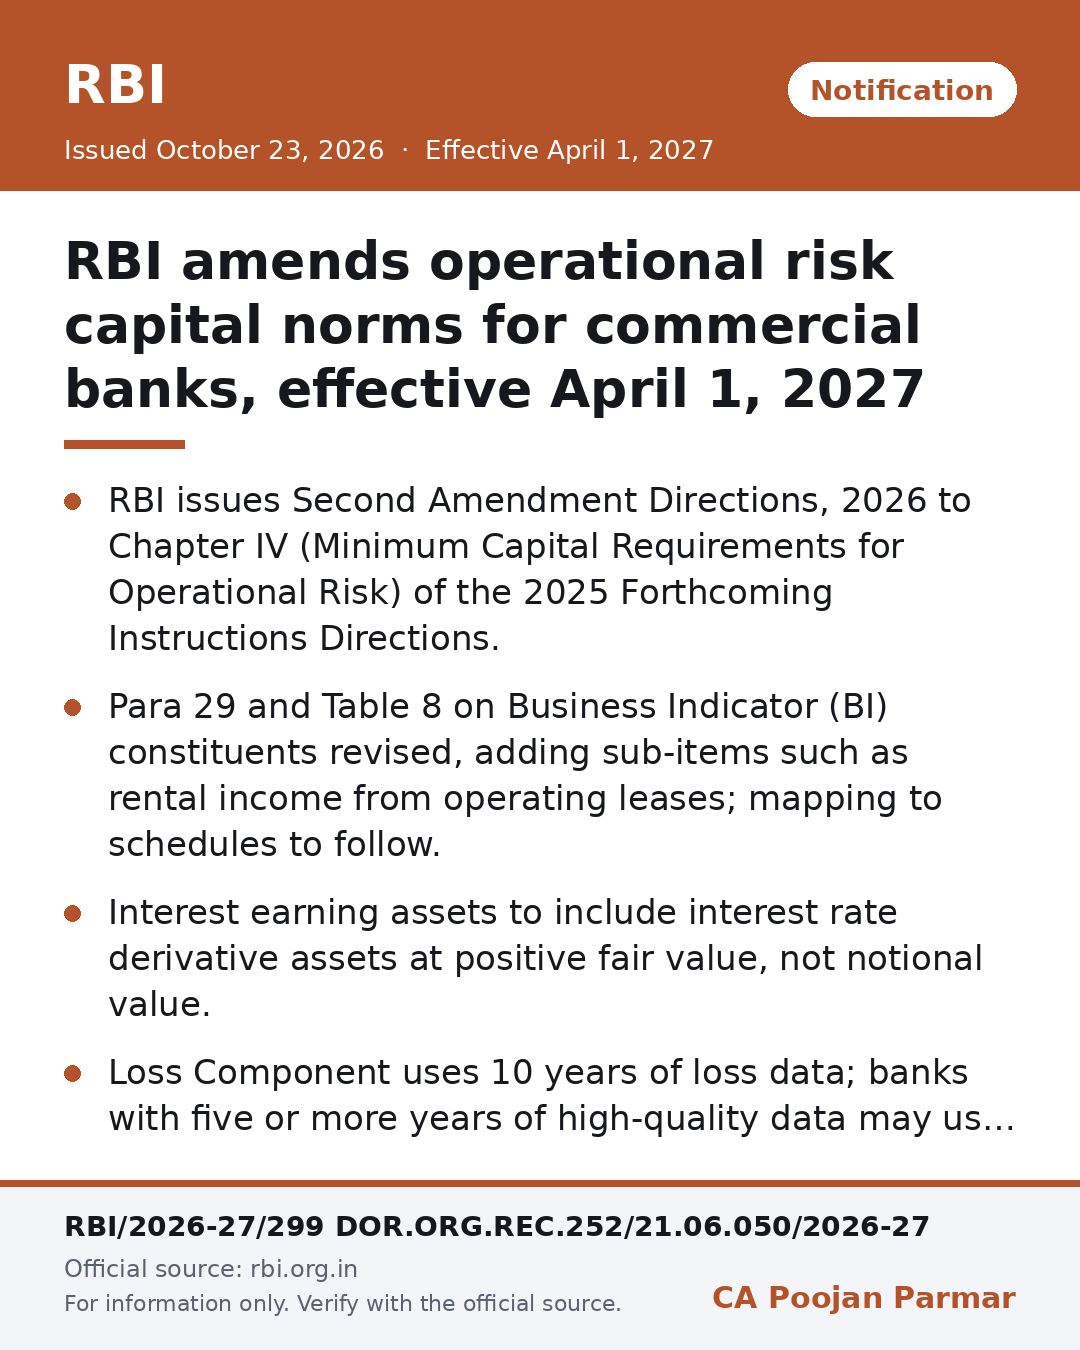 RBI
Notification
Issued October 23, 2026 · Effective April 1, 2027
RBI amends operational risk
capital norms for commercial
banks, effective April 1, 2027
RBI issues Second Amendment Directions, 2026 to
Chapter IV (Minimum Capital Requirements for
Operational Risk) of the 2025 Forthcoming
Instructions Directions.
Para 29 and Table 8 on Business Indicator (BI)
constituents revised, adding sub-items such as
rental income from operating leases; mapping to
schedules to follow.
Interest earning assets to include interest rate
derivative assets at positive fair value, not notional
value.
Loss Component uses 10 years of loss data; banks
with five or more years of high-quality data may us…
RBI/2026-27/299 DOR.ORG.REC.252/21.06.050/2026-27
Official source: rbi.org.in
For information only. Verify with the official source.
CA Poojan Parmar